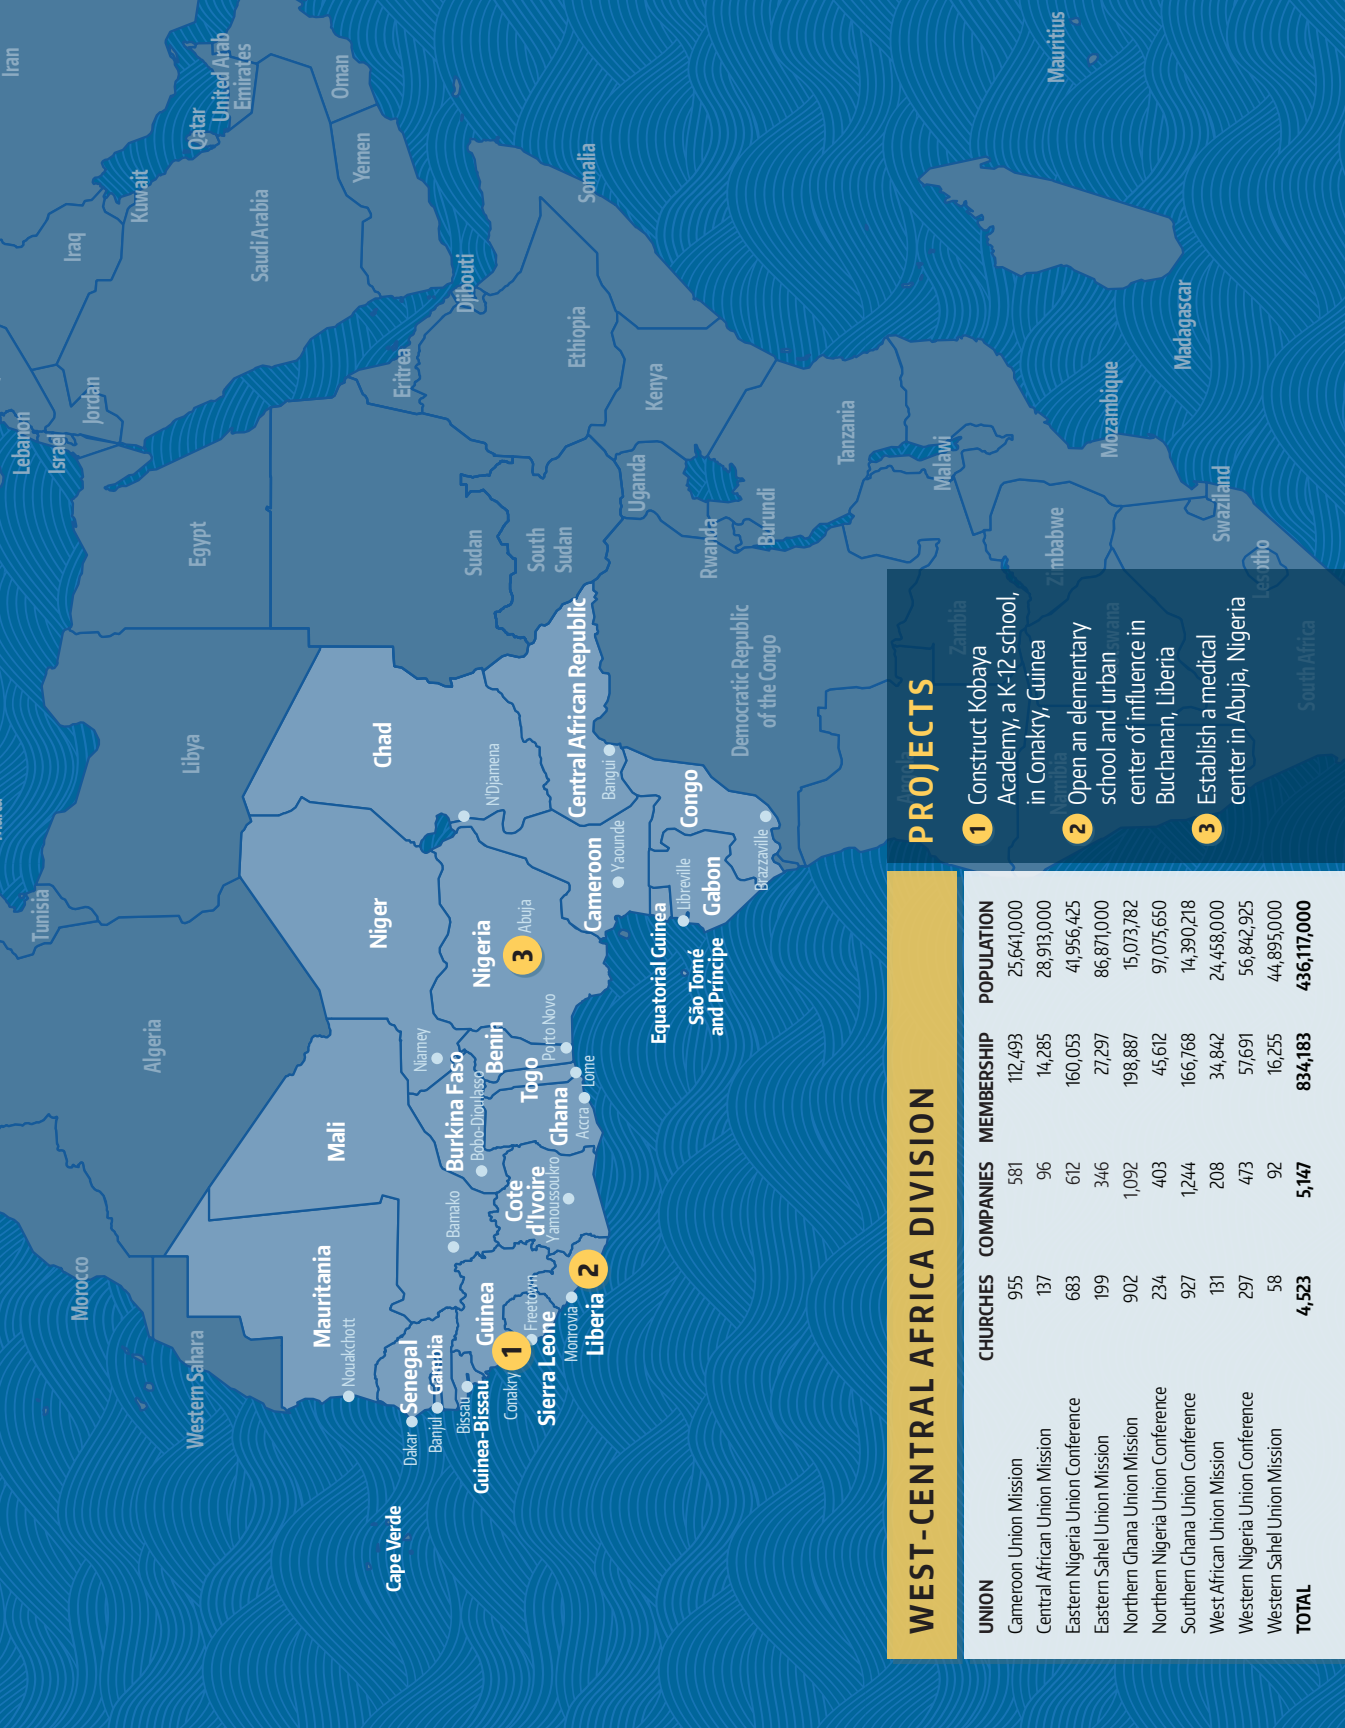 Iran
Iraq
Kuwait
Qatar
United Arab
Emirates
Oman
Yemen
Saudi Arabia
Jordan
Lebanon
Israel
Djibouti
Somalia
Eritrea
Ethiopia
Kenya
Egypt
Sudan
South
Sudan
Uganda
Rwanda
Burundi
Tanzania
Malawi
Mozambique
Madagascar
Mauritius
Zimbabwe
Swaziland
Lesotho
South Africa
Zambia
Namibia
Angola
Democratic Republic
of the Congo
Libya
Tunisia
Algeria
Morocco
Western Sahara
Chad
N'Djamena
Central African Republic
Bangui
Congo
Brazzaville
Cameroon
Yaounde
Gabon
Libreville
Equatorial Guinea
São Tomé
and Príncipe
Niger
Niamey
Nigeria
Abuja
3
Benin
Porto Novo
Togo
Lome
Ghana
Accra
Burkina Faso
Bobo-Dioulasso
Mali
Bamako
Cote
d'Ivoire
Yamoussoukro
Mauritania
Nouakchott
Senegal
Dakar
Gambia
Banjul
Bissau
Guinea-Bissau
Guinea
Conakry
1
Sierra Leone
Freetown
Liberia
Monrovia
2
Cape Verde
WEST-CENTRAL AFRICA DIVISION
UNION CHURCHES COMPANIES MEMBERSHIP POPULATION
Cameroon Union Mission 955 581 112,493 25,641,000
Central African Union Mission 137 96 14,285 28,913,000
Eastern Nigeria Union Conference 683 612 160,053 41,956,425
Eastern Sahel Union Mission 199 346 27,297 86,871,000
Northern Ghana Union Mission 902 1,092 198,887 15,073,782
Northern Nigeria Union Conference 234 403 45,612 97,075,650
Southern Ghana Union Conference 927 1,244 166,768 14,390,218
West African Union Mission 131 208 34,842 24,458,000
Western Nigeria Union Conference 297 473 57,691 56,842,925
Western Sahel Union Mission 58 92 16,255 44,895,000
TOTAL 4,523 5,147 834,183 436,117,000
PROJECTS
1 Construct Kobaya
Academy, a K-12 school,
in Conakry, Guinea
2 Open an elementary
school and urban
center of influence in
Buchanan, Liberia
3 Establish a medical
center in Abuja, Nigeria